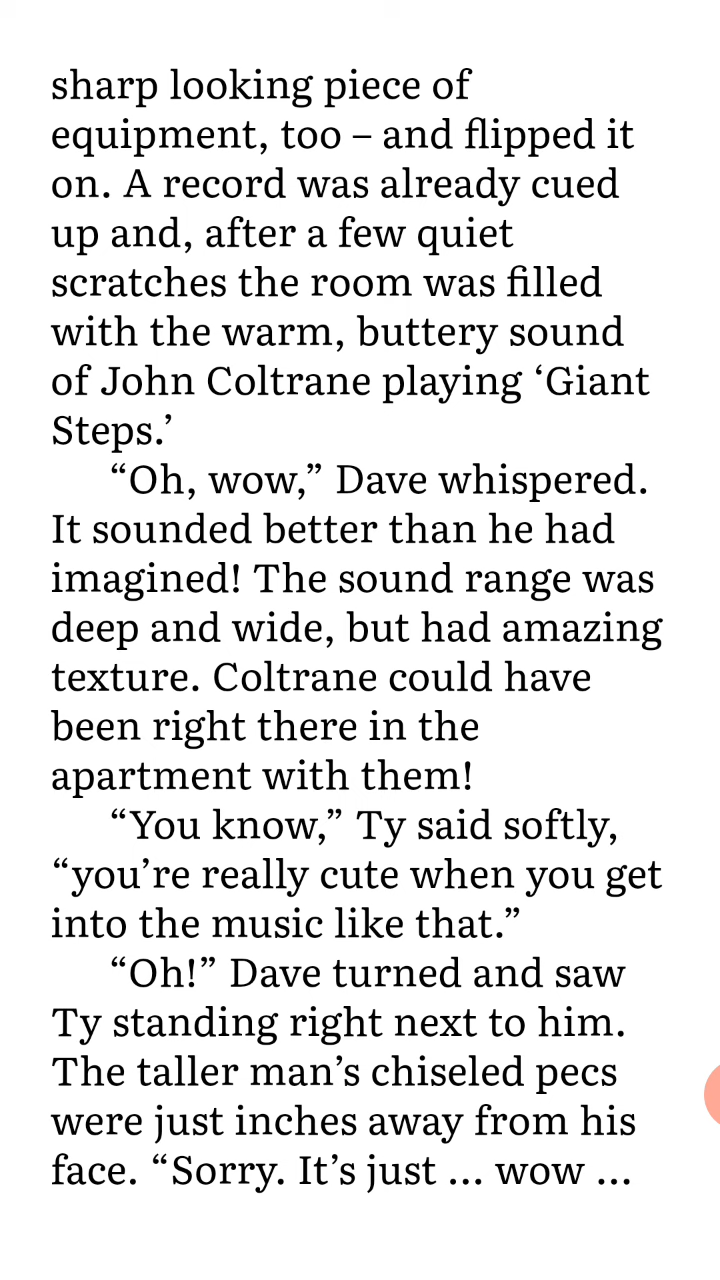 sharp looking piece of
equipment, too – and flipped it
on. A record was already cued
up and, after a few quiet
scratches the room was filled
with the warm, buttery sound
of John Coltrane playing ‘Giant
Steps.’
“Oh, wow,” Dave whispered.
It sounded better than he had
imagined! The sound range was
deep and wide, but had amazing
texture. Coltrane could have
been right there in the
apartment with them!
“You know,” Ty said softly,
“you’re really cute when you get
into the music like that.”
“Oh!” Dave turned and saw
Ty standing right next to him.
The taller man’s chiseled pecs
were just inches away from his
face. “Sorry. It’s just ... wow ...